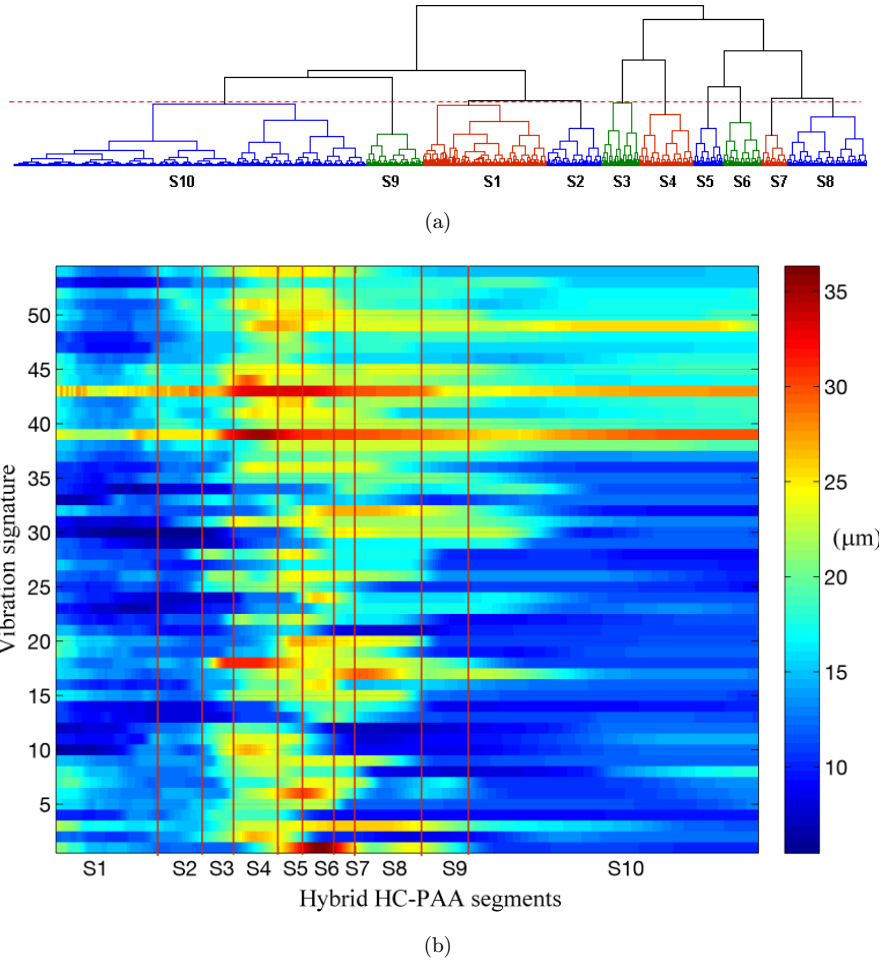 S10 S9 S1 S2 S3 S4 S5 S6 S7 S8
(a)
50
45
40
35
30
25
20
15
10
5
Vibration signature
S1 S2 S3 S4 S5 S6 S7 S8 S9 S10
Hybrid HC-PAA segments
35
30
25
20
15
10
(μm)
(b)